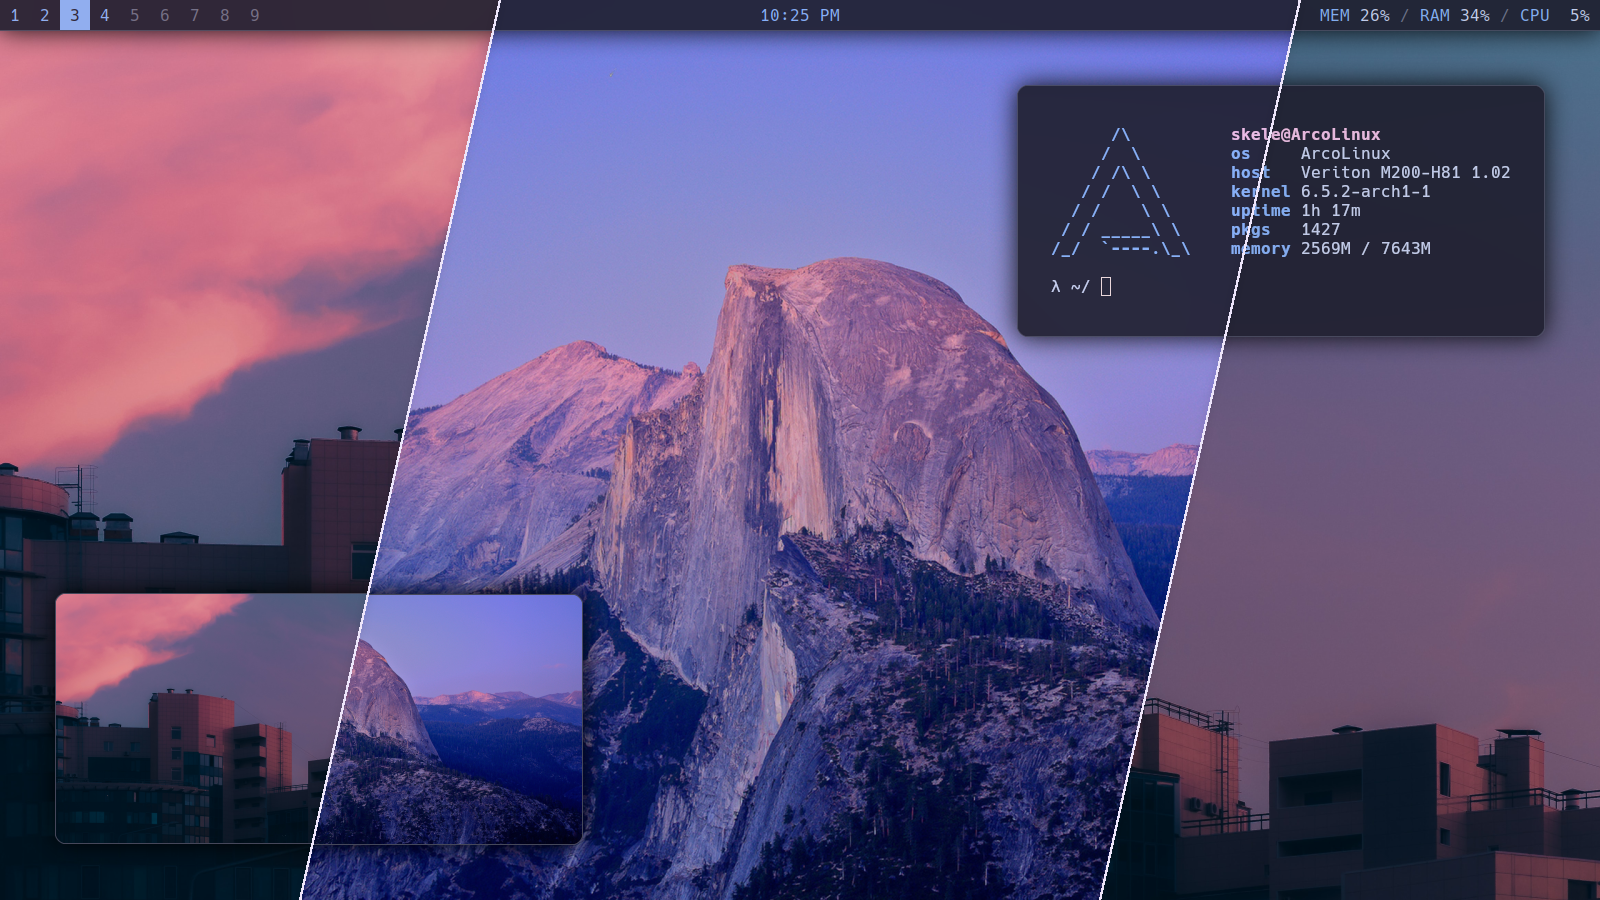 1 2 3 4 5 6 7 8 9
10:25 PM
MEM 26% / RAM 34% / CPU 5%
skele@ArcoLinux
os ArcoLinux
host Veriton M200-H81 1.02
kernel 6.5.2-arch1-1
uptime 1h 17m
pkgs 1427
memory 2569M / 7643M
λ ~/